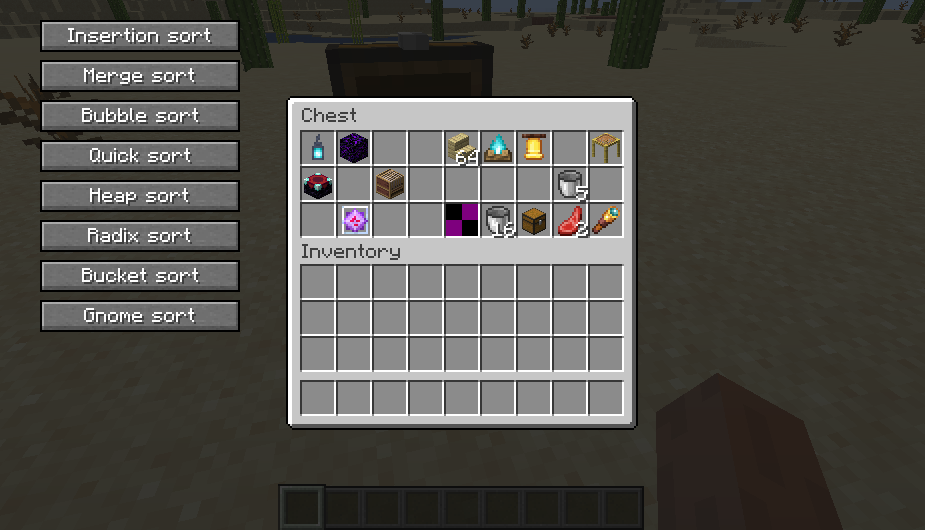 Insertion sort
Merge sort
Bubble sort
Quick sort
Heap sort
Radix sort
Bucket sort
Gnome sort
Chest
64
5
16
2
Inventory